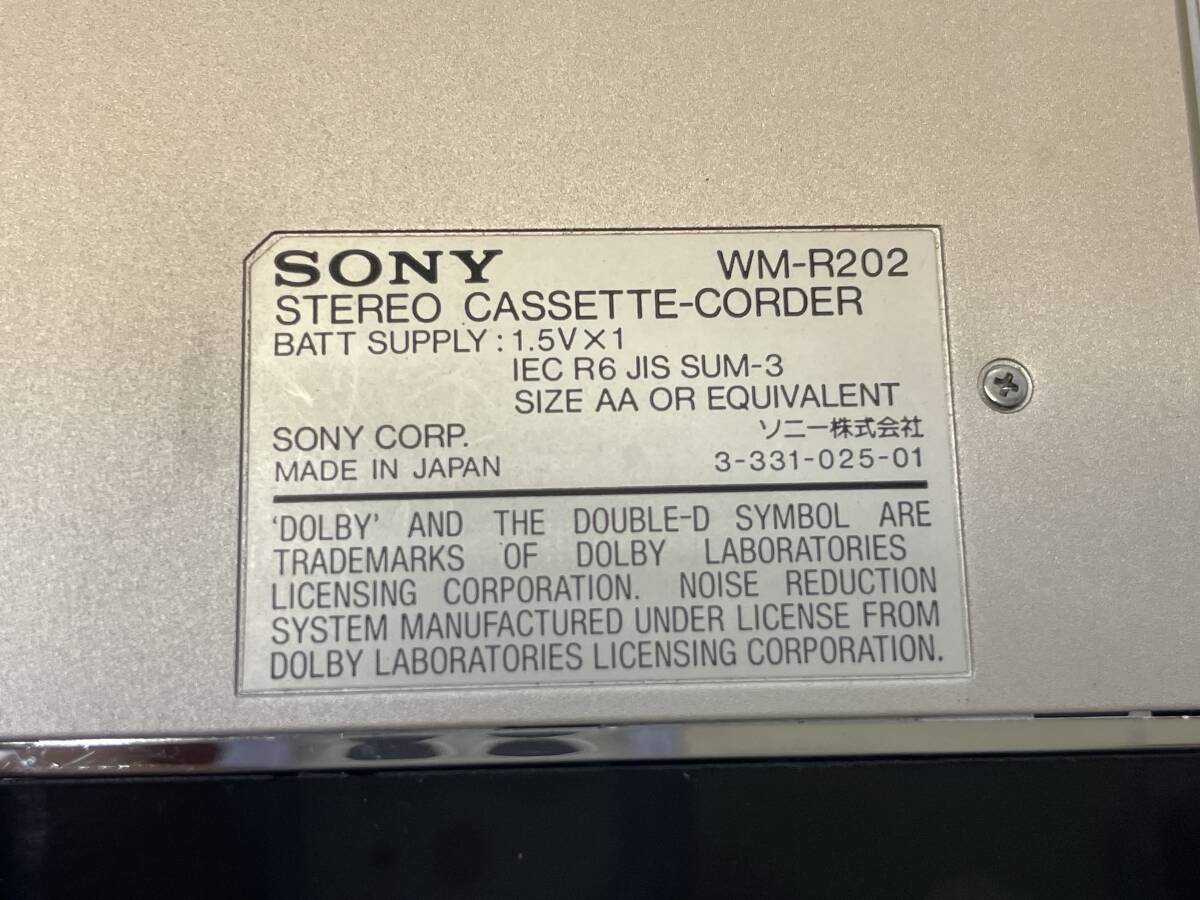 SONY WM-R202
STEREO CASSETTE-CORDER
BATT SUPPLY : 1.5V×1
IEC R6 JIS SUM-3
SIZE AA OR EQUIVALENT
SONY CORP. ソニー株式会社
MADE IN JAPAN 3-331-025-01
'DOLBY' AND THE DOUBLE-D SYMBOL ARE
TRADEMARKS OF DOLBY LABORATORIES
LICENSING CORPORATION. NOISE REDUCTION
SYSTEM MANUFACTURED UNDER LICENSE FROM
DOLBY LABORATORIES LICENSING CORPORATION.